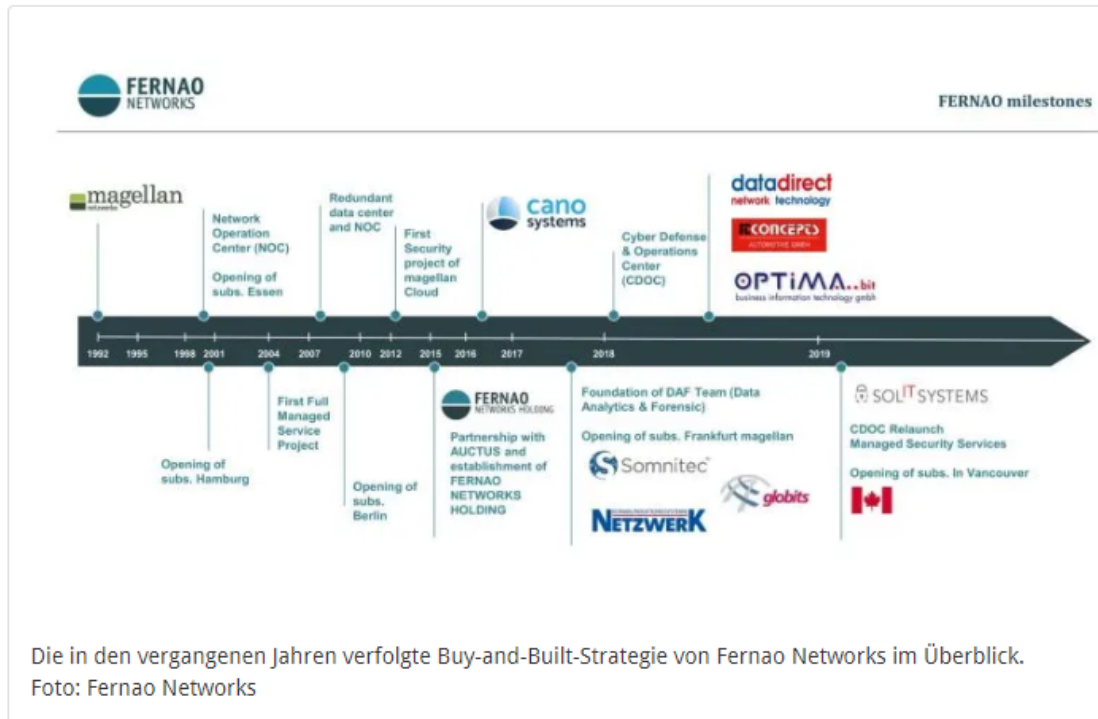 FERNAO
NETWORKS
FERNAO milestones
magellan
networks
Network
Operation
Center (NOC)
Opening of
subs. Essen
Redundant
data center
and NOC
First
Security
project of
magellan
Cloud
cano
systems
Cyber Defense
& Operations
Center
(CDOC)
datadirect
network technology
ITCONCEPTS
AUTOMOTIVE GMBH
OPTiMA..bit
business information technology gmbh
1992 1995 1998 2001 2004 2007 2010 2012 2015 2016 2017 2018 2019
Opening of
subs. Hamburg
First Full
Managed
Service
Project
Opening of
subs.
Berlin
FERNAO
NETWORKS HOLDING
Partnership with
AUCTUS and
establishment of
FERNAO
NETWORKS
HOLDING
Foundation of DAF Team (Data
Analytics & Forensic)
Opening of subs. Frankfurt magellan
Somnitec
globits
NETZWERK
SOLITSYSTEMS
CDOC Relaunch
Managed Security Services
Opening of subs. In Vancouver
Die in den vergangenen Jahren verfolgte Buy-and-Built-Strategie von Fernao Networks im Überblick.
Foto: Fernao Networks